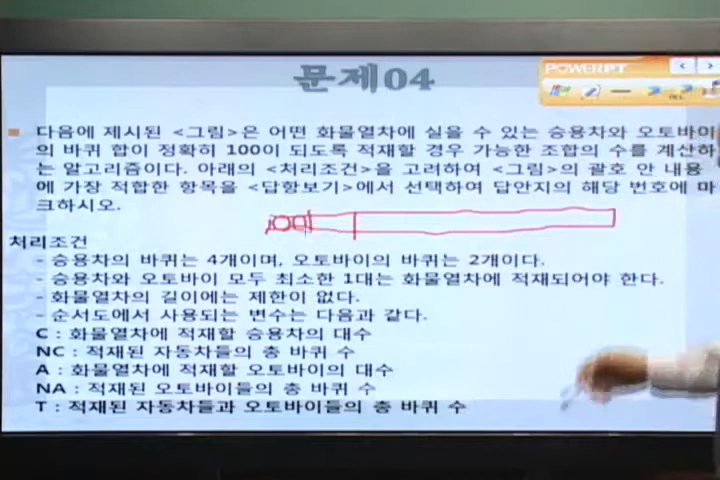 문제04
POWERPT
다음에 제시된 <그림>은 어떤 화물열차에 실을 수 있는 승용차와 오토바이
의 바퀴 합이 정확히 100이 되도록 적재할 경우 가능한 조합의 수를 계산하
는 알고리즘이다. 아래의 <처리조건>을 고려하여 <그림>의 괄호 안 내용
에 가장 적합한 항목을 <답항보기>에서 선택하여 답안지의 해당 번호에 마
크하시오.
처리조건
- 승용차의 바퀴는 4개이며, 오토바이의 바퀴는 2개이다.
- 승용차와 오토바이 모두 최소한 1대는 화물열차에 적재되어야 한다.
- 화물열차의 길이에는 제한이 없다.
- 순서도에서 사용되는 변수는 다음과 같다.
C : 화물열차에 적재할 승용차의 대수
NC : 적재된 자동차들의 총 바퀴 수
A : 화물열차에 적재할 오토바이의 대수
NA : 적재된 오토바이들의 총 바퀴 수
T : 적재된 자동차들과 오토바이들의 총 바퀴 수